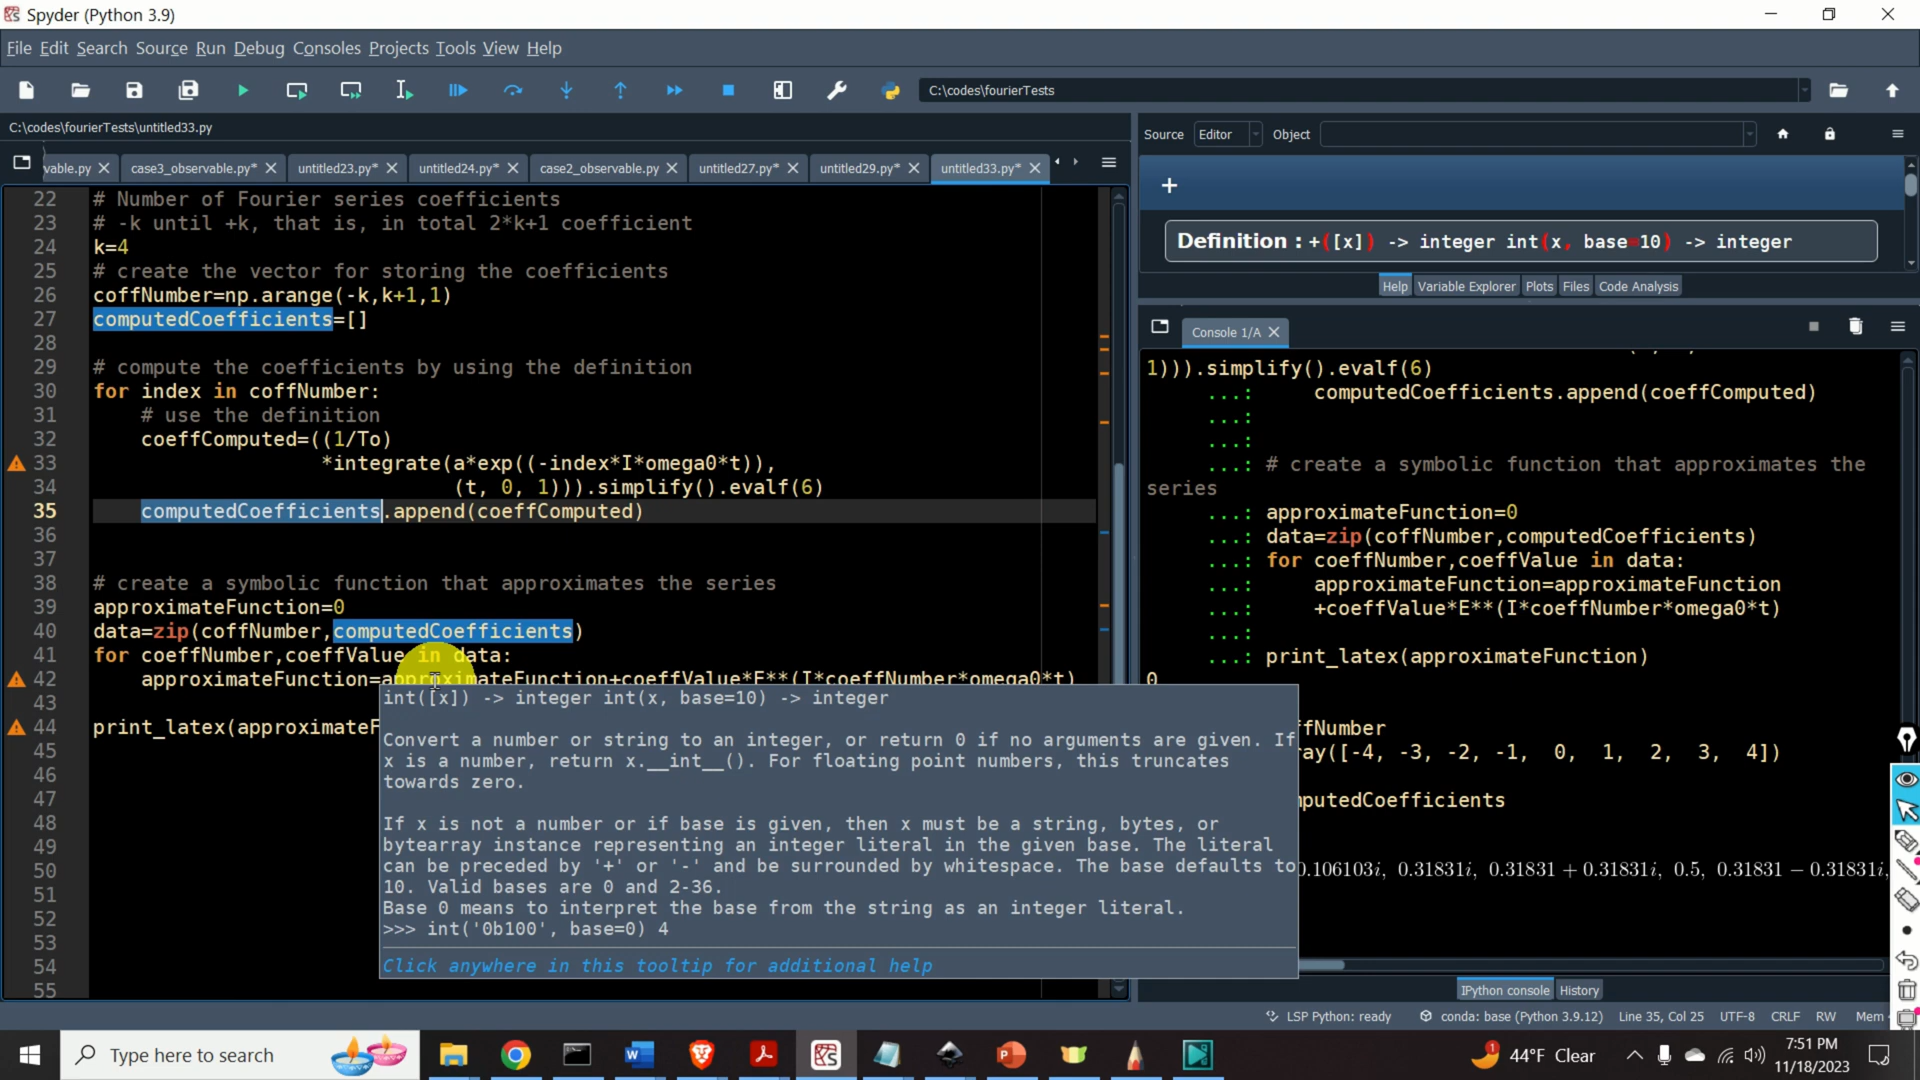 Spyder (Python 3.9)
File Edit Search Source Run Debug Consoles Projects Tools View Help
C:\codes\fourierTests
C:\codes\fourierTests\untitled33.py
vable.py case3_observable.py* untitled23.py* untitled24.py* case2_observable.py untitled27.py* untitled29.py* untitled33.py*
22 # Number of Fourier series coefficients
23 # -k until +k, that is, in total 2*k+1 coefficient
24 k=4
25 # create the vector for storing the coefficients
26 coffNumber=np.arange(-k,k+1,1)
27 computedCoefficients=[]
28
29 # compute the coefficients by using the definition
30 for index in coffNumber:
31 # use the definition
32 coeffComputed=((1/To)
33 *integrate(a*exp((-index*I*omega0*t)),
34 (t, 0, 1))).simplify().evalf(6)
35 computedCoefficients.append(coeffComputed)
36
37
38 # create a symbolic function that approximates the series
39 approximateFunction=0
40 data=zip(coffNumber,computedCoefficients)
41 for coeffNumber,coeffValue in data:
42 approximateFunction=approximateFunction+coeffValue*E**(I*coeffNumber*omega0*t)
43
44 print_latex(approximateF
45
46
47
48
49
50
51
52
53
54
55
int([x]) -> integer int(x, base=10) -> integer
Convert a number or string to an integer, or return 0 if no arguments are given. If
x is a number, return x.__int__(). For floating point numbers, this truncates
towards zero.
If x is not a number or if base is given, then x must be a string, bytes, or
bytearray instance representing an integer literal in the given base. The literal
can be preceded by '+' or '-' and be surrounded by whitespace. The base defaults to
10. Valid bases are 0 and 2-36.
Base 0 means to interpret the base from the string as an integer literal.
>>> int('0b100', base=0) 4
Click anywhere in this tooltip for additional help
Source Editor Object
+
Definition : +([x]) -> integer int(x, base=10) -> integer
Help Variable Explorer Plots Files Code Analysis
Console 1/A
1))).simplify().evalf(6)
...: computedCoefficients.append(coeffComputed)
...:
...:
...: # create a symbolic function that approximates the
series
...: approximateFunction=0
...: data=zip(coffNumber,computedCoefficients)
...: for coeffNumber,coeffValue in data:
...: approximateFunction=approximateFunction
...: +coeffValue*E**(I*coeffNumber*omega0*t)
...:
...: print_latex(approximateFunction)
0
ffNumber
ay([-4, -3, -2, -1, 0, 1, 2, 3, 4])
mputedCoefficients
0.106103i, 0.31831i, 0.31831 + 0.31831i, 0.5, 0.31831 − 0.31831i,
IPython console History
LSP Python: ready conda: base (Python 3.9.12) Line 35, Col 25 UTF-8 CRLF RW Mem
Type here to search
1 44°F Clear
7:51 PM
11/18/2023